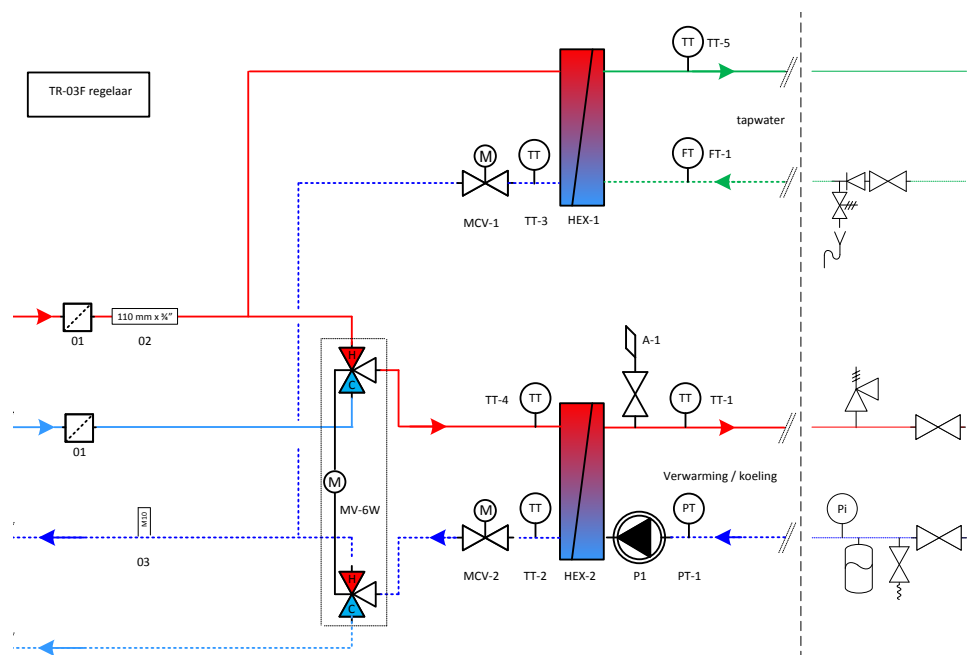 TT TT-5
TR-03F regelaar
tapwater
M TT FT FT-1
MCV-1 TT-3 HEX-1
110 mm x ¾"
01 02
A-1
H
C
TT-4 TT TT TT-1
01
Verwarming / koeling
M
MV-6W
M10
M TT PT Pi
03
MCV-2 TT-2 HEX-2 P1 PT-1
H
C